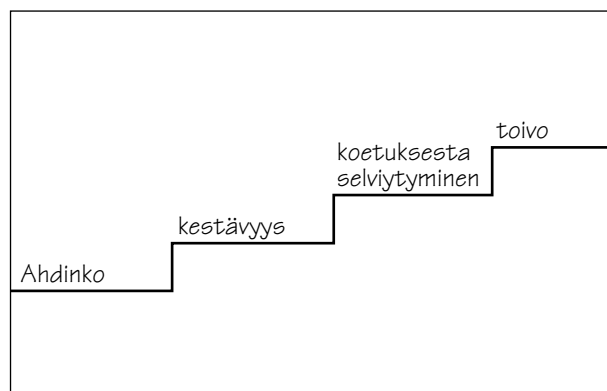 toivo
koetuksesta
selviytyminen
kestävyys
Ahdinko